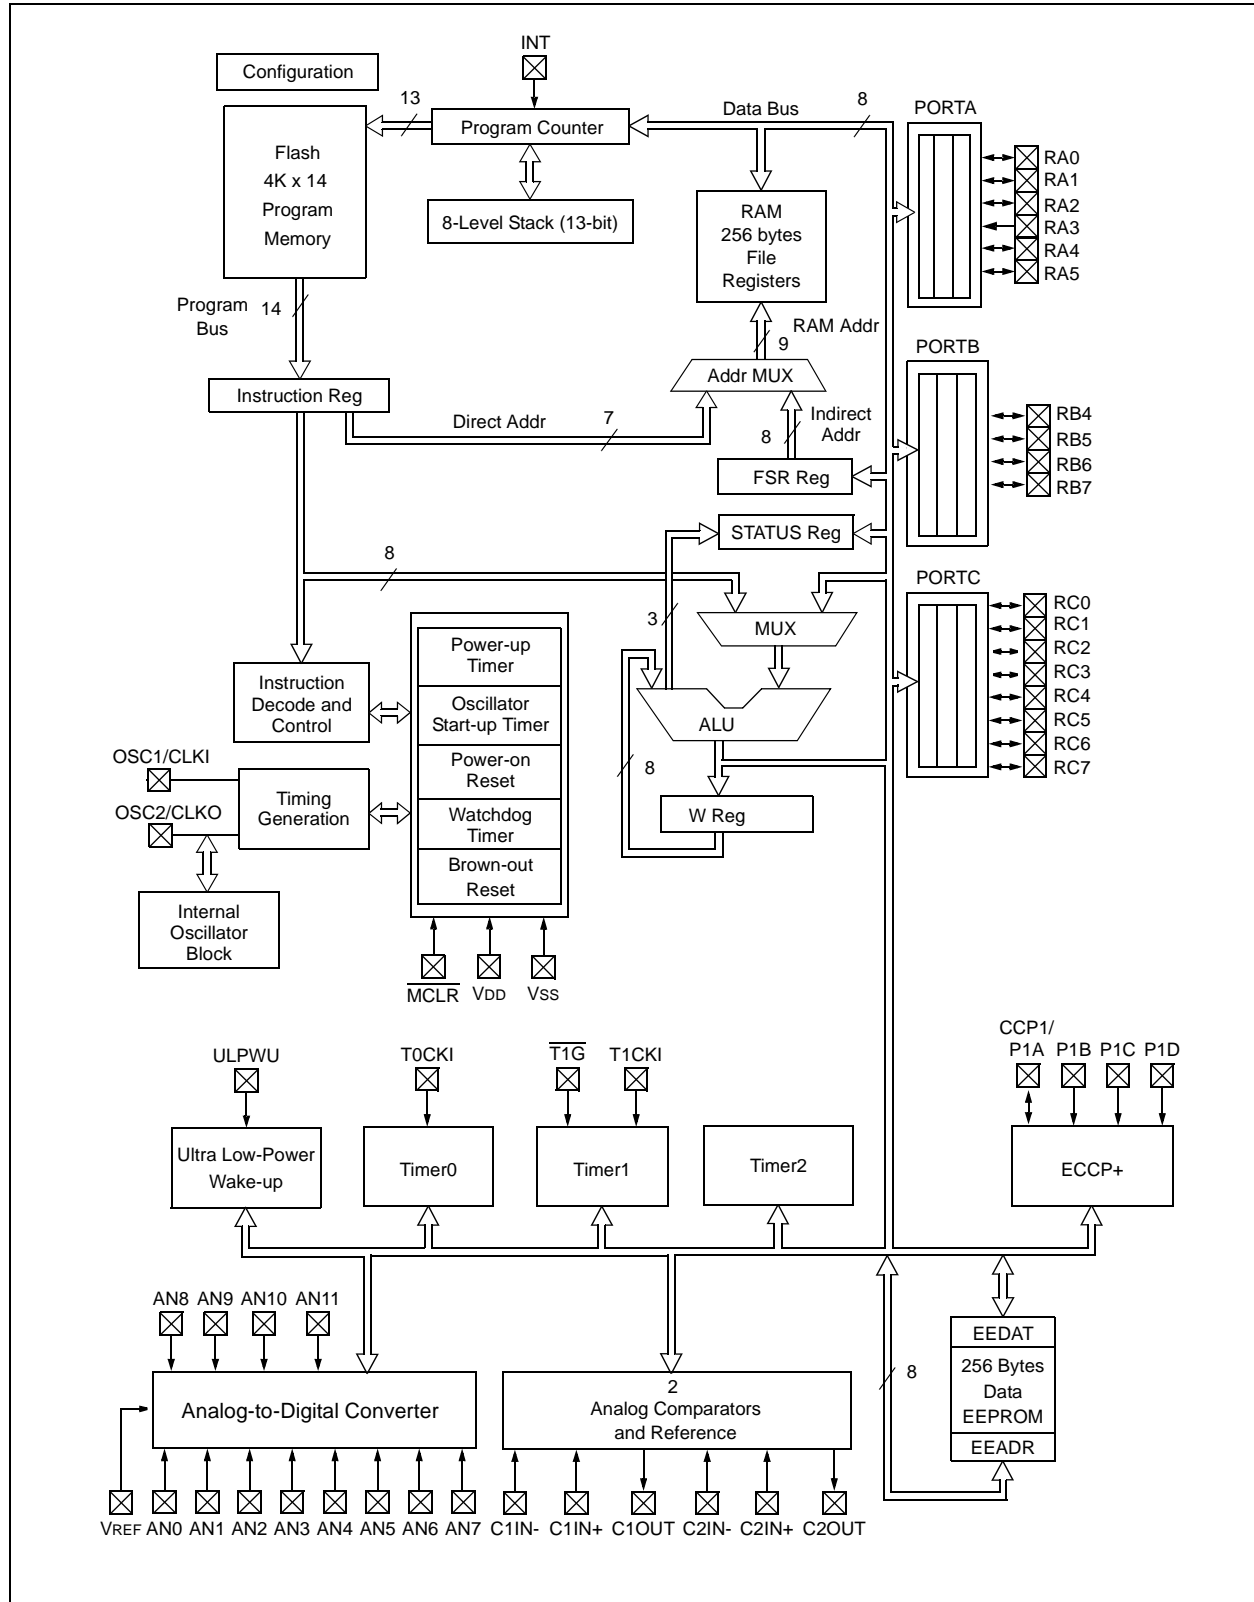 INT
Configuration
13
Data Bus
8
PORTA
Program Counter
Flash
4K x 14
Program
Memory
8-Level Stack (13-bit)
RAM
256 bytes
File
Registers
RA0
RA1
RA2
RA3
RA4
RA5
Program
Bus
14
RAM Addr
9
PORTB
Addr MUX
Instruction Reg
Direct Addr
7
Indirect
Addr
8
FSR Reg
RB4
RB5
RB6
RB7
STATUS Reg
8
3
MUX
PORTC
RC0
RC1
RC2
RC3
RC4
RC5
RC6
RC7
Power-up
Timer
Instruction
Decode and
Control
Oscillator
Start-up Timer
ALU
OSC1/CLKI
Power-on
Reset
8
OSC2/CLKO
Timing
Generation
Watchdog
Timer
W Reg
Brown-out
Reset
Internal
Oscillator
Block
MCLR
VDD
VSS
CCP1/
P1A
P1B
P1C
P1D
ULPWU
T0CKI
T1G
T1CKI
Ultra Low-Power
Wake-up
Timer0
Timer1
Timer2
ECCP+
AN8
AN9
AN10
AN11
EEDAT
256 Bytes
Data
EEPROM
EEADR
8
Analog-to-Digital Converter
2
Analog Comparators
and Reference
VREF
AN0
AN1
AN2
AN3
AN4
AN5
AN6
AN7
C1IN-
C1IN+
C1OUT
C2IN-
C2IN+
C2OUT